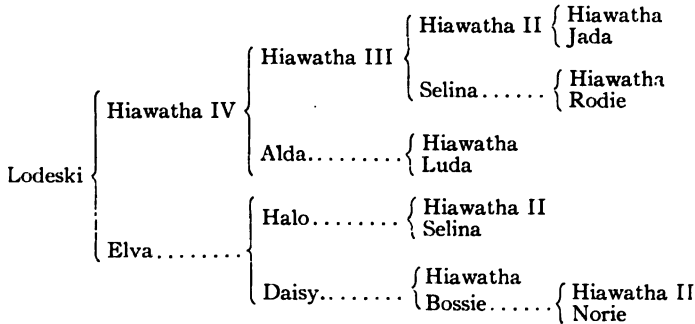 Hiawatha
Hiawatha II
Jada
Hiawatha III
Selina......
Hiawatha
Rodie
Hiawatha IV
Alda.........
Hiawatha
Luda
Lodeski
Halo.........
Hiawatha II
Selina
Elva........
Daisy.........
Hiawatha
Bossie......
Hiawatha II
Norie